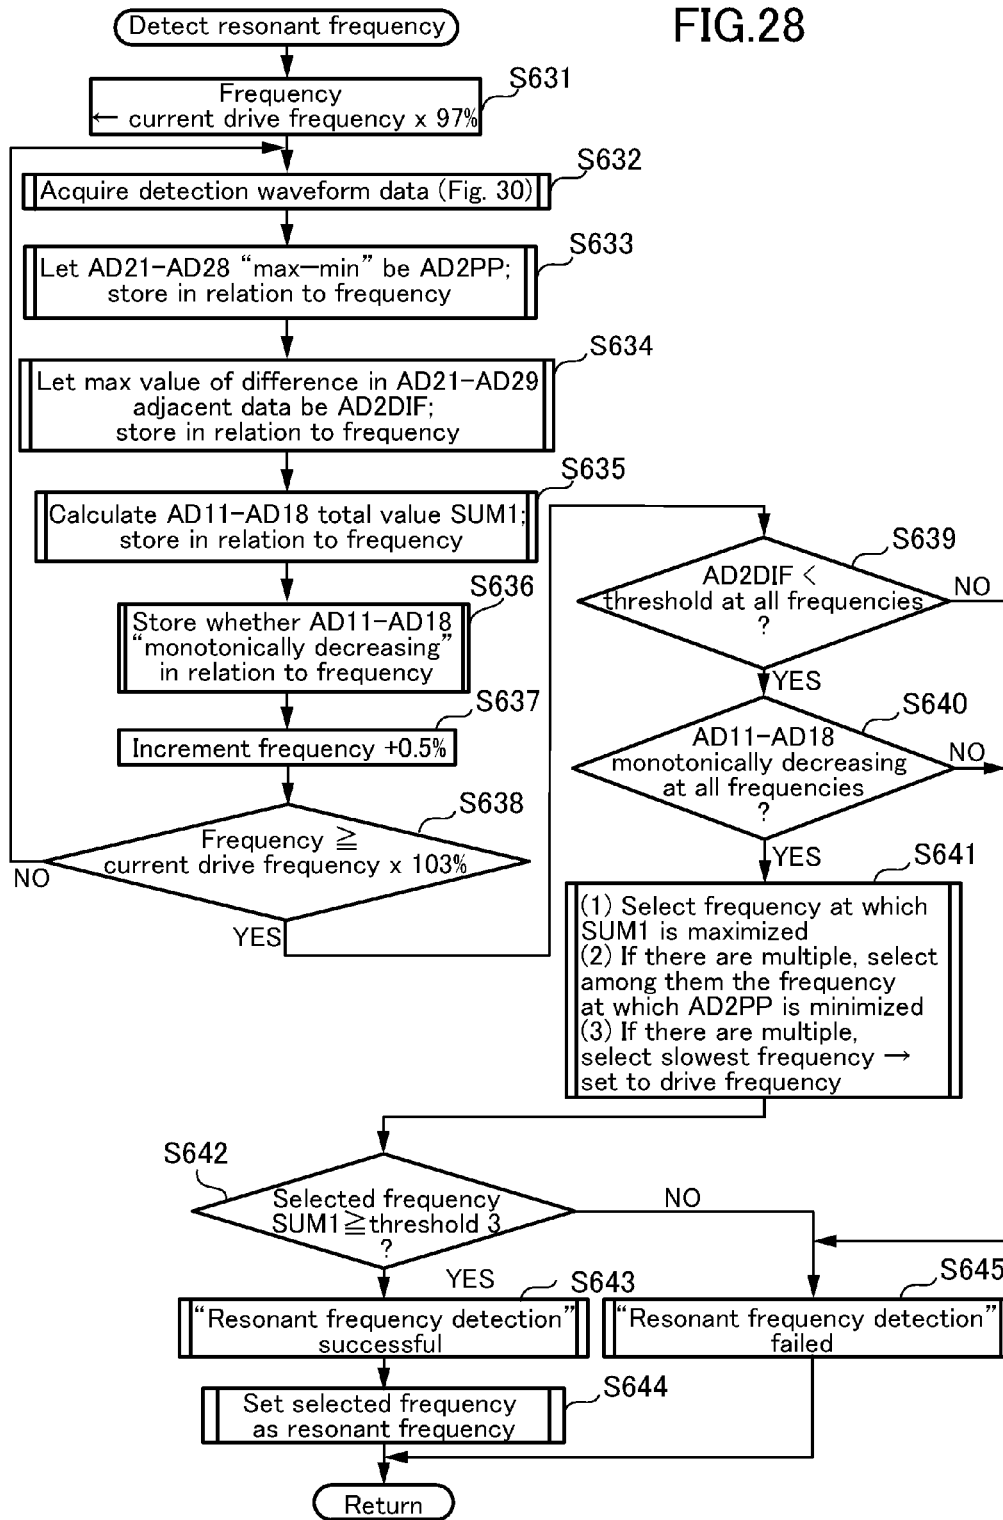 FIG.28
Detect resonant frequency
S631
Frequency
← current drive frequency x 97%
S632
Acquire detection waveform data (Fig. 30)
S633
Let AD21-AD28 “max-min” be AD2PP;
store in relation to frequency
S634
Let max value of difference in AD21-AD29
adjacent data be AD2DIF;
store in relation to frequency
S635
Calculate AD11-AD18 total value SUM1;
store in relation to frequency
S636
Store whether AD11-AD18
“monotonically decreasing”
in relation to frequency
S637
Increment frequency +0.5%
S638
Frequency ≧
current drive frequency x 103%
NO
YES
S639
AD2DIF <
threshold at all frequencies
?
NO
YES
S640
AD11-AD18
monotonically decreasing
at all frequencies
?
NO
YES
S641
(1) Select frequency at which
SUM1 is maximized
(2) If there are multiple, select
among them the frequency
at which AD2PP is minimized
(3) If there are multiple,
select slowest frequency →
set to drive frequency
S642
Selected frequency
SUM1≧threshold 3
?
NO
YES
S643
“Resonant frequency detection”
successful
S645
“Resonant frequency detection”
failed
S644
Set selected frequency
as resonant frequency
Return